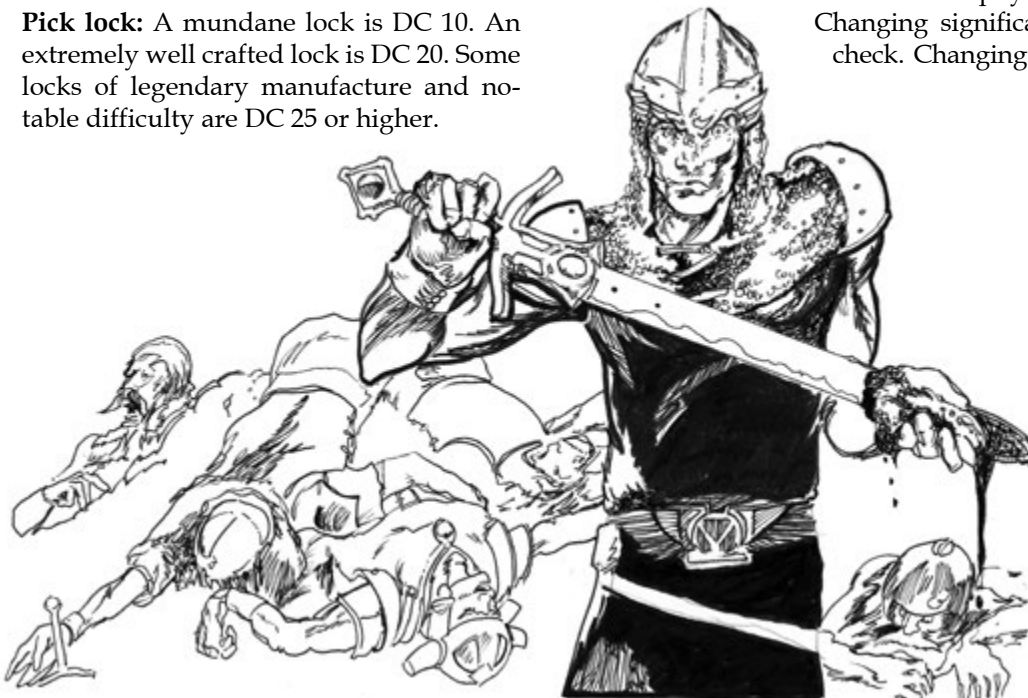 Pick lock: A mundane lock is DC 10. An
extremely well crafted lock is DC 20. Some
locks of legendary manufacture and no-
table difficulty are DC 25 or higher.
Changing significa
check. Changing